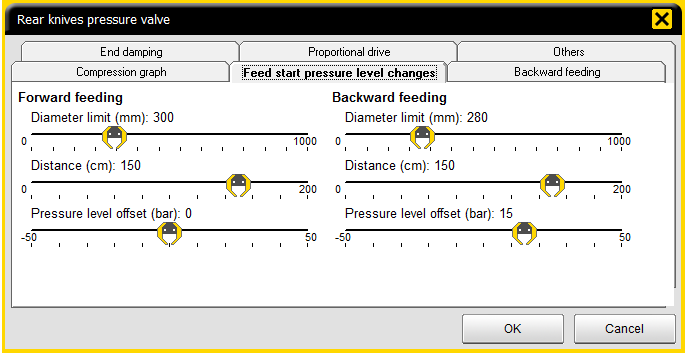 Rear knives pressure valve
End damping Proportional drive Others
Compression graph Feed start pressure level changes Backward feeding
Forward feeding Backward feeding
Diameter limit (mm): 300 Diameter limit (mm): 280
0 1000 0 1000
Distance (cm): 150 Distance (cm): 150
0 200 0 200
Pressure level offset (bar): 0 Pressure level offset (bar): 15
-50 50 -50 50
OK Cancel